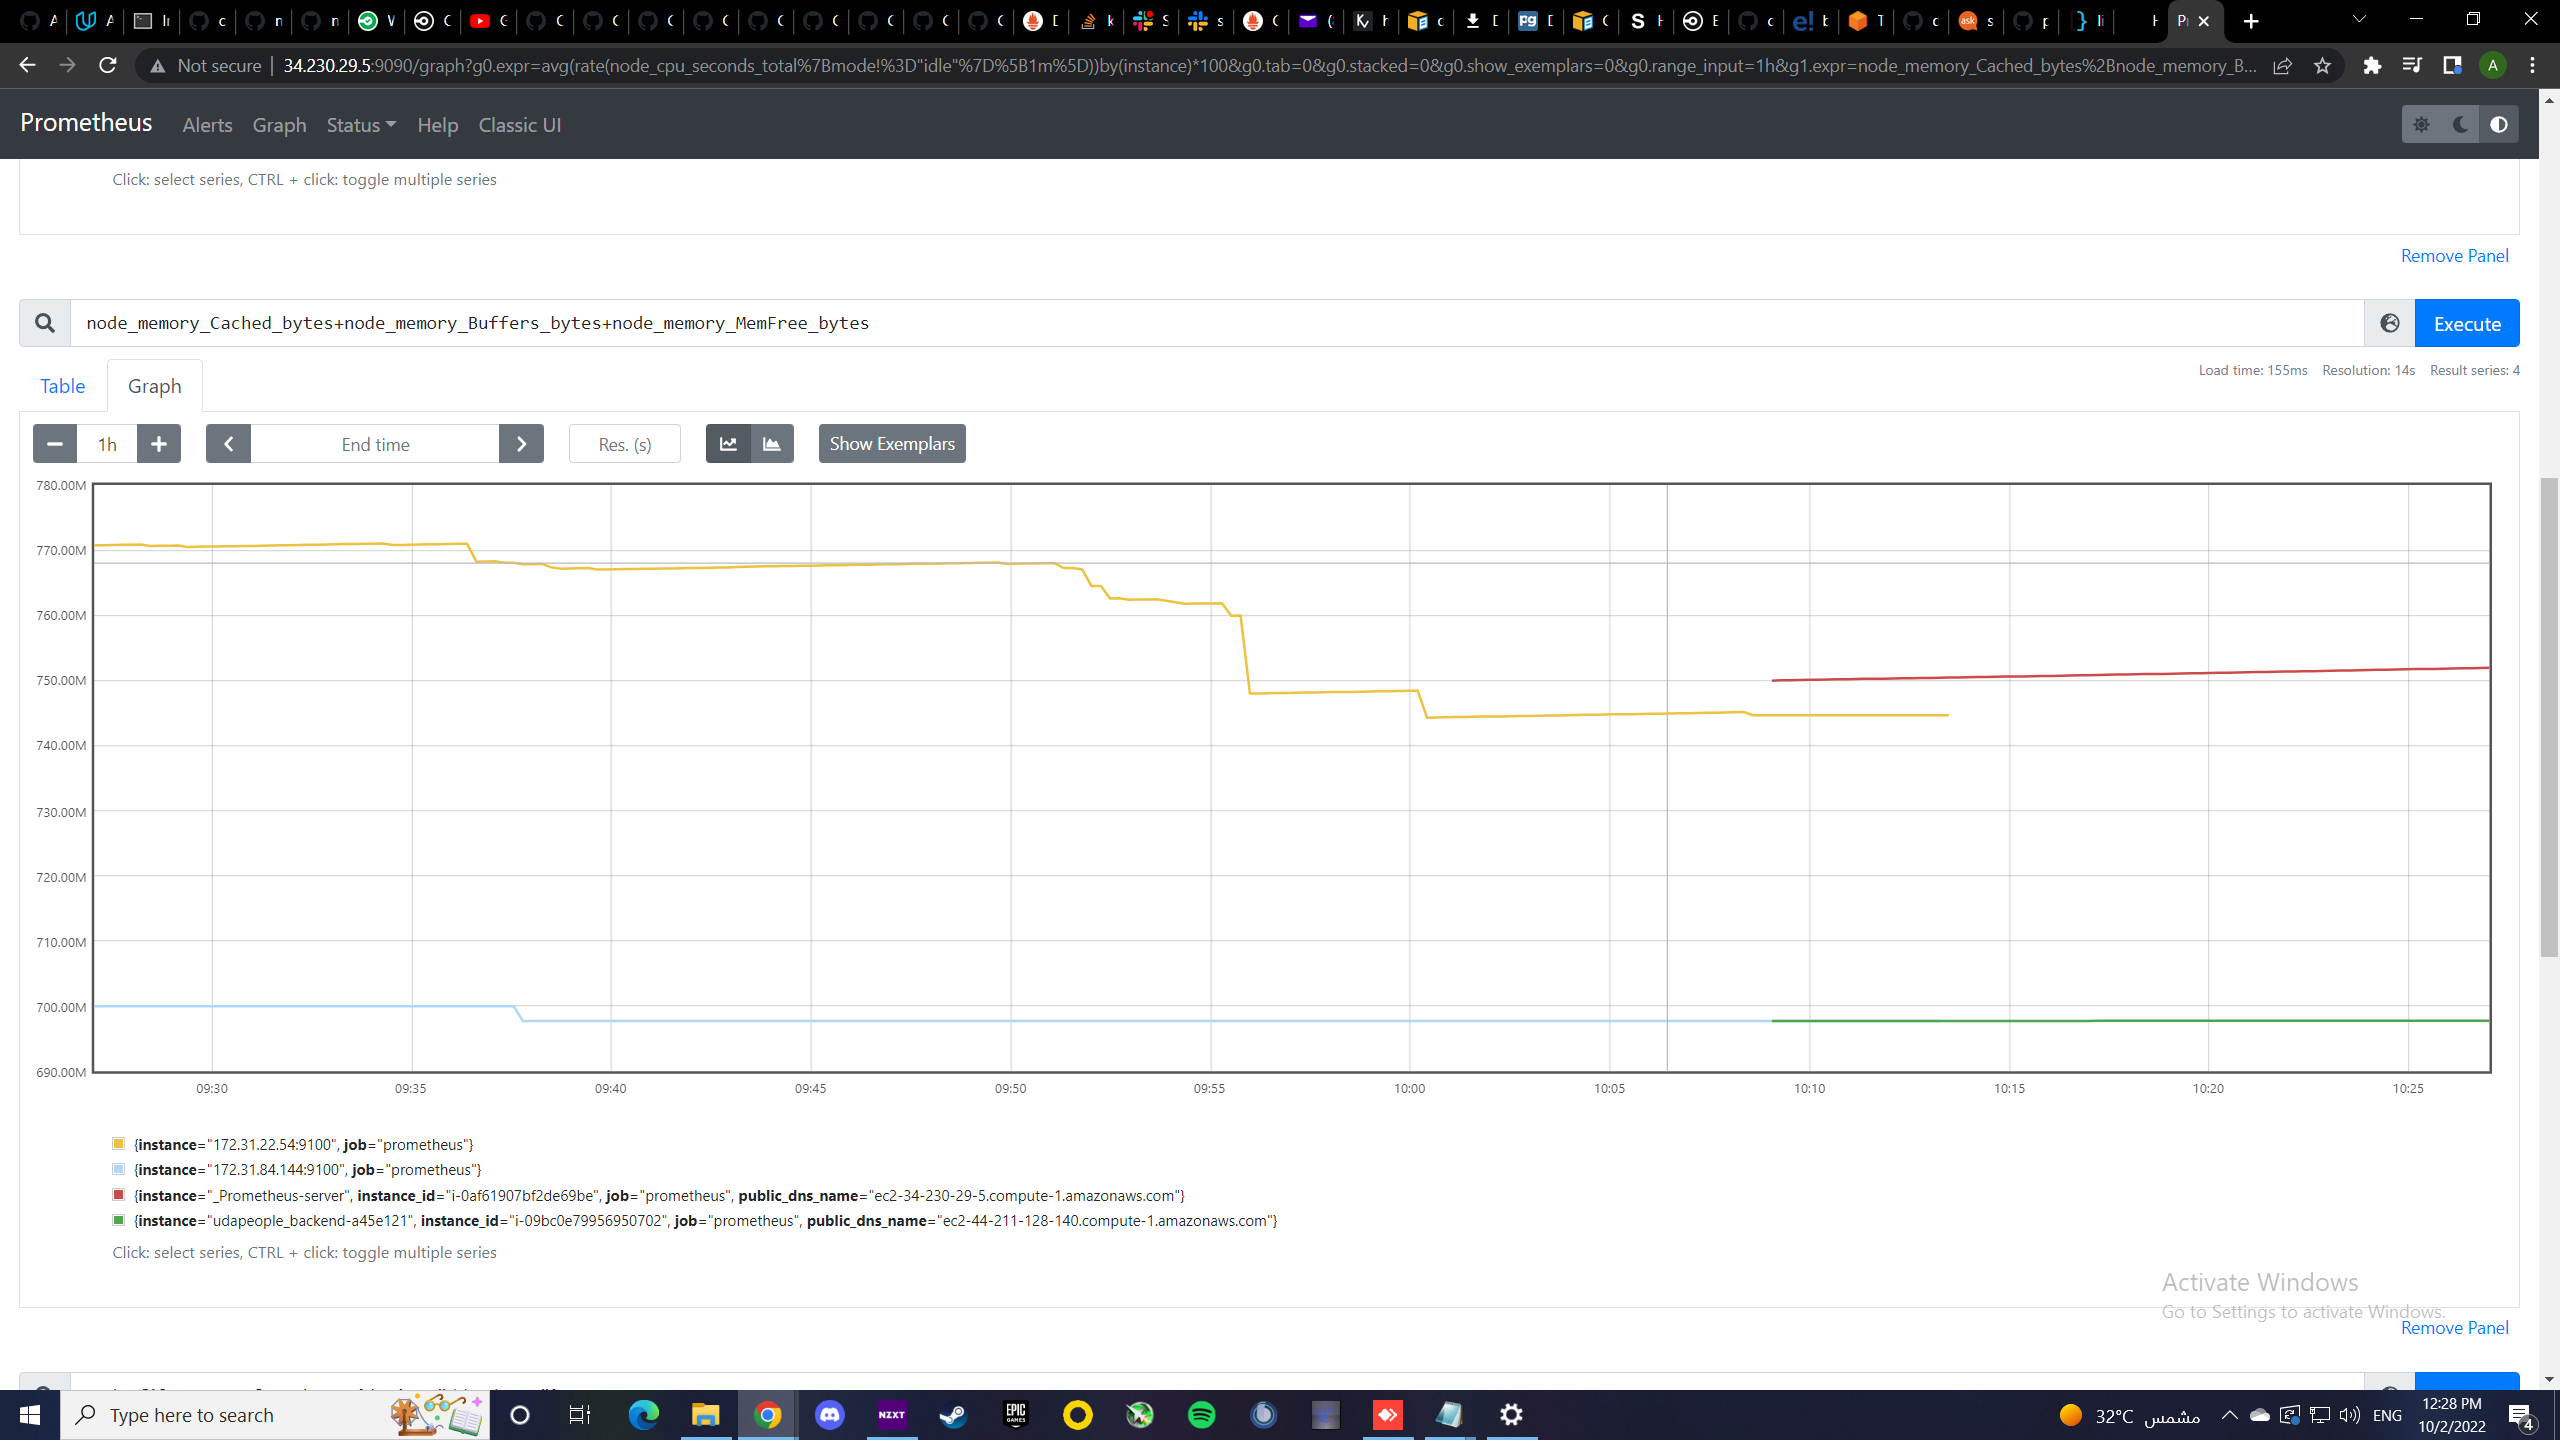 Not secure | 34.230.29.5:9090/graph?g0.expr=avg(rate(node_cpu_seconds_total%7Bmode!%3D"idle"%7D%5B1m%5D))by(instance)*100&g0.tab=0&g0.stacked=0&g0.show_exemplars=0&g0.range_input=1h&g1.expr=node_memory_Cached_bytes%2Bnode_memory_B...
A
Prometheus Alerts Graph Status Help Classic UI
Click: select series, CTRL + click: toggle multiple series
Remove Panel
node_memory_Cached_bytes+node_memory_Buffers_bytes+node_memory_MemFree_bytes
Execute
Table Graph
Load time: 155ms Resolution: 14s Result series: 4
1h End time Res. (s) Show Exemplars
780.00M
770.00M
760.00M
750.00M
740.00M
730.00M
720.00M
710.00M
700.00M
690.00M
09:30 09:35 09:40 09:45 09:50 09:55 10:00 10:05 10:10 10:15 10:20 10:25
{instance="172.31.22.54:9100", job="prometheus"}
{instance="172.31.84.144:9100", job="prometheus"}
{instance="_Prometheus-server", instance_id="i-0af61907bf2de69be", job="prometheus", public_dns_name="ec2-34-230-29-5.compute-1.amazonaws.com"}
{instance="udapeople_backend-a45e121", instance_id="i-09bc0e79956950702", job="prometheus", public_dns_name="ec2-44-211-128-140.compute-1.amazonaws.com"}
Click: select series, CTRL + click: toggle multiple series
Activate Windows
Go to Settings to activate Windows.
Remove Panel
Type here to search
NZXT
EPIC GAMES
32°C مشمس
ENG
12:28 PM
10/2/2022
4